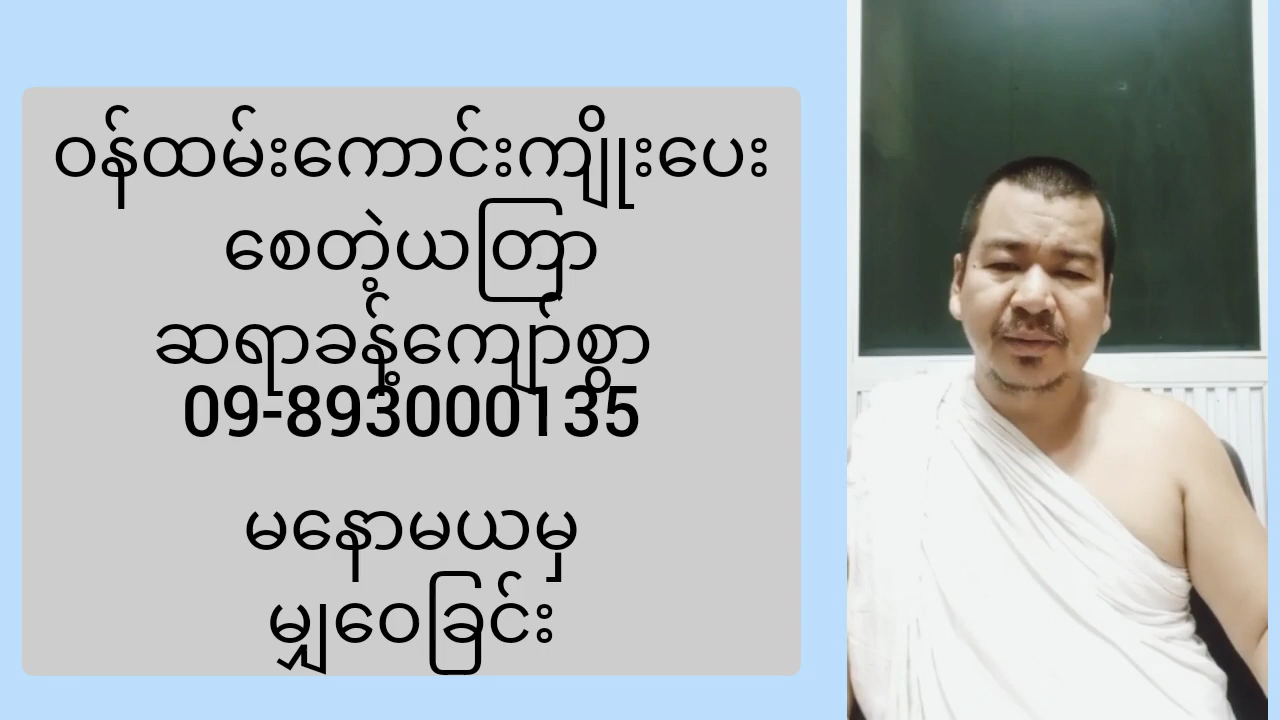 ဝန်ထမ်းကောင်းကျိုးပေး
စေတဲ့ယတြာ
ဆရာခန့်ကျော်စွာ
09-893000135
မနောမယမှ
မျှဝေခြင်း